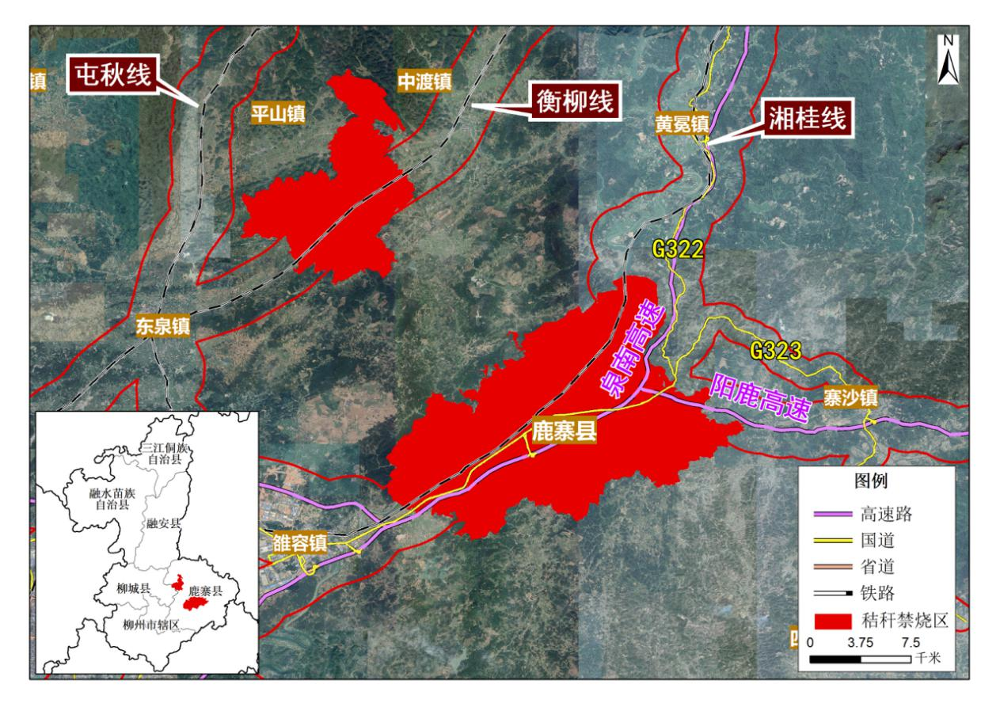 N
镇
屯秋线
中渡镇
平山镇
衡柳线
黄冕镇
湘桂线
G322
东泉镇
泉南高速
G323
阳鹿高速
寨沙镇
鹿寨县
雒容镇
三江侗族
自治县
融水苗族
自治县
融安县
柳城县
鹿寨县
柳州市辖区
图例
高速路
国道
省道
铁路
秸秆禁烧区
0 3.75 7.5
千米